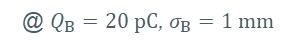 @ Q_B = 20 pC, σ_B = 1 mm